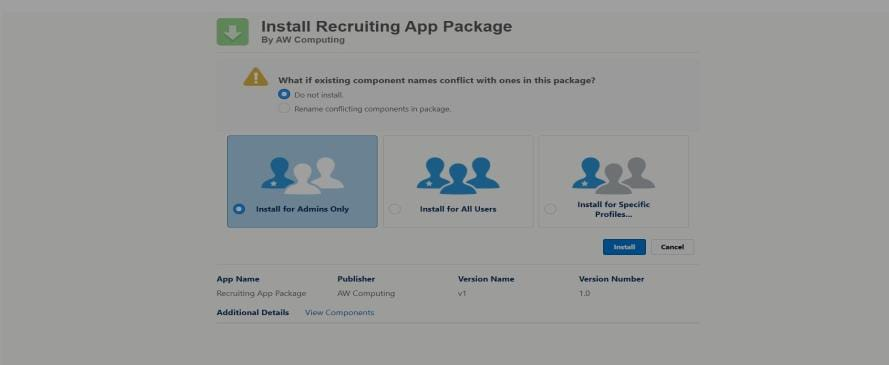 Install Recruiting App Package
By AW Computing
What if existing component names conflict with ones in this package?
Do not install.
Rename conflicting components in package.
Install for Admins Only
Install for All Users
Install for Specific
Profiles...
Install Cancel
App Name Publisher Version Name Version Number
Recruiting App Package AW Computing v1 1.0
Additional Details View Components